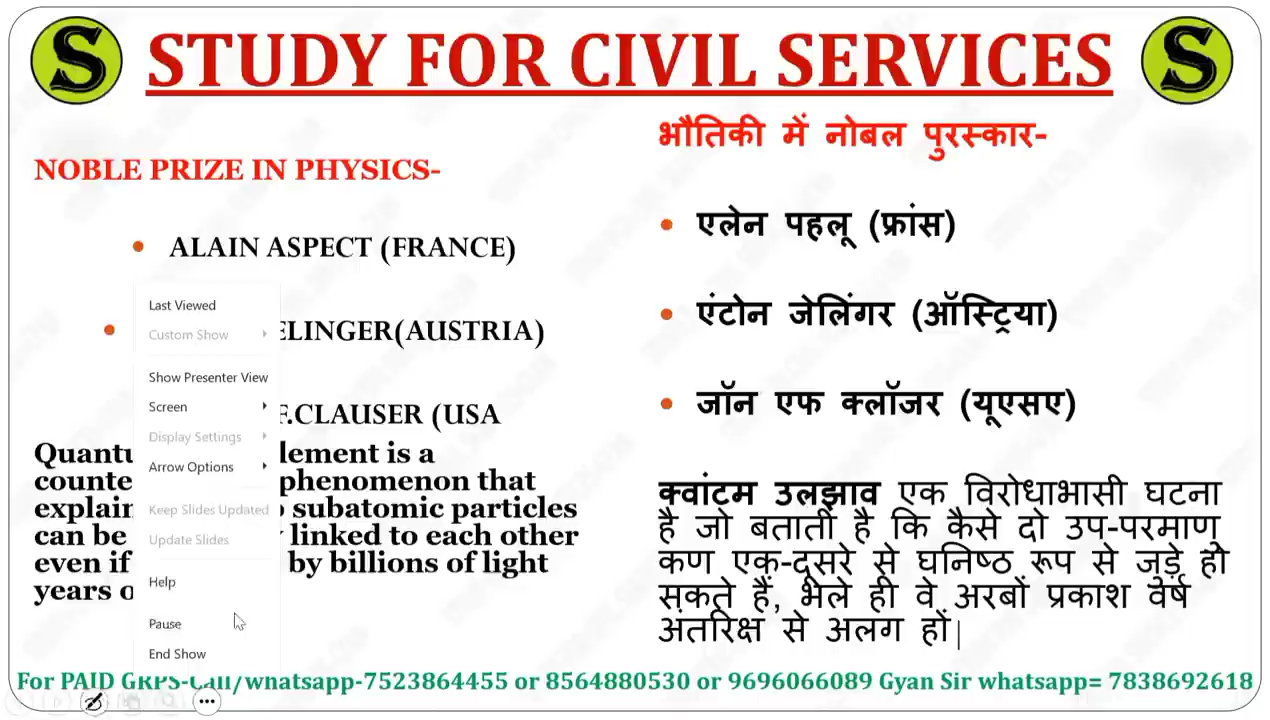 S STUDY FOR CIVIL SERVICES S
NOBLE PRIZE IN PHYSICS-
• ALAIN ASPECT (FRANCE)
• ELINGER(AUSTRIA)
F.CLAUSER (USA
Quantu lement is a
counte phenomenon that
explain subatomic particles
can be linked to each other
even if by billions of light
years o
Last Viewed
Custom Show
Show Presenter View
Screen
Display Settings
Arrow Options
Keep Slides Updated
Update Slides
Help
Pause
End Show
भौतिकी में नोबल पुरस्कार-
• एलेन पहलू (फ्रांस)
• एंटोन जेलिंगर (ऑस्ट्रिया)
• जॉन एफ क्लॉजर (यूएसए)
क्वांटम उलझाव एक विरोधाभासी घटना
है जो बताती है कि कैसे दो उप-परमाणु
कण एक-दूसरे से घनिष्ठ रूप से जुड़े हो
सकते हैं, भले ही वे अरबों प्रकाश वर्ष
अंतरिक्ष से अलग हों|
For PAID GRPS-Call/whatsapp-7523864455 or 8564880530 or 9696066089 Gyan Sir whatsapp= 7838692618